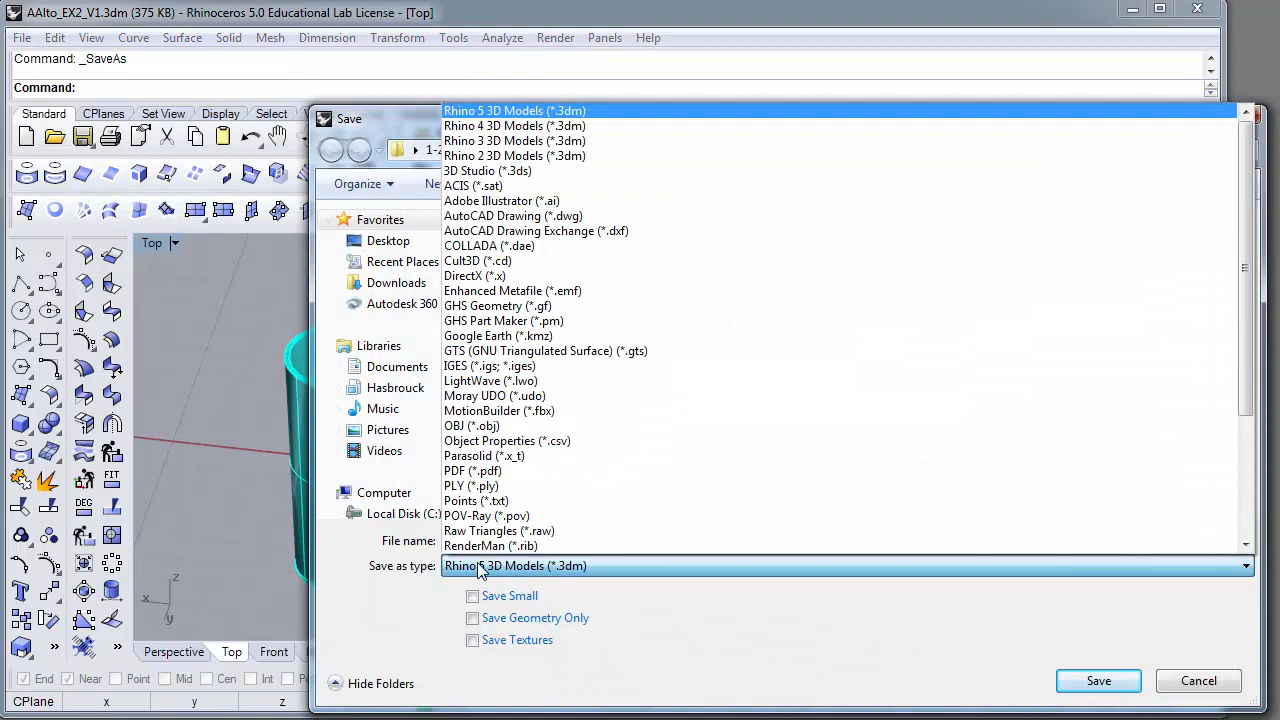 AAlto_EX2_V1.3dm (375 KB) - Rhinoceros 5.0 Educational Lab License - [Top]
File Edit View Curve Surface Solid Mesh Dimension Transform Tools Analyze Render Panels Help
Command: _SaveAs
Command:
Standard CPlanes Set View Display Select
Save
1-2
Organize Ne
Favorites
Desktop
Recent Places
Downloads
Autodesk 360
Libraries
Documents
Hasbrouck
Music
Pictures
Videos
Computer
Local Disk (C:)
Rhino 5 3D Models (*.3dm)
Rhino 4 3D Models (*.3dm)
Rhino 3 3D Models (*.3dm)
Rhino 2 3D Models (*.3dm)
3D Studio (*.3ds)
ACIS (*.sat)
Adobe Illustrator (*.ai)
AutoCAD Drawing (*.dwg)
AutoCAD Drawing Exchange (*.dxf)
COLLADA (*.dae)
Cult3D (*.cd)
DirectX (*.x)
Enhanced Metafile (*.emf)
GHS Geometry (*.gf)
GHS Part Maker (*.pm)
Google Earth (*.kmz)
GTS (GNU Triangulated Surface) (*.gts)
IGES (*.igs; *.iges)
LightWave (*.lwo)
Moray UDO (*.udo)
MotionBuilder (*.fbx)
OBJ (*.obj)
Object Properties (*.csv)
Parasolid (*.x_t)
PDF (*.pdf)
PLY (*.ply)
Points (*.txt)
POV-Ray (*.pov)
Raw Triangles (*.raw)
RenderMan (*.rib)
File name:
Save as type: Rhino 5 3D Models (*.3dm)
Save Small
Save Geometry Only
Save Textures
Hide Folders Save Cancel
Top
FIT
DEG
z
x
y
Perspective Top Front
End Near Point Mid Cen Int P
CPlane x y z